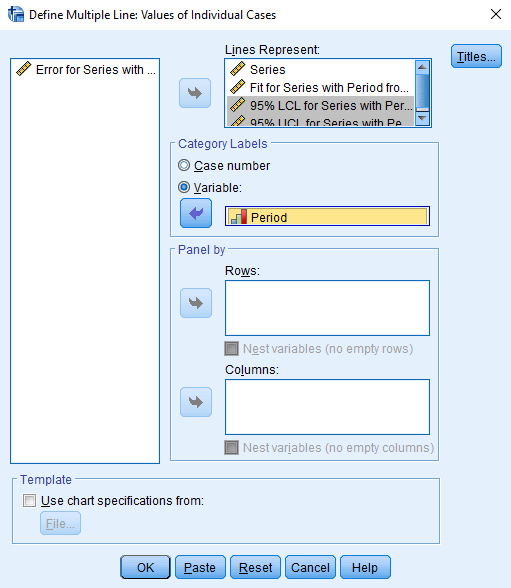 Define Multiple Line: Values of Individual Cases
Error for Series with ...
Lines Represent:
Series
Fit for Series with Period fro...
95% LCL for Series with Per...
95% UCL for Series with Pe
Titles...
Category Labels
Case number
Variable:
Period
Panel by
Rows:
Nest variables (no empty rows)
Columns:
Nest variables (no empty columns)
Template
Use chart specifications from:
File...
OK
Paste
Reset
Cancel
Help